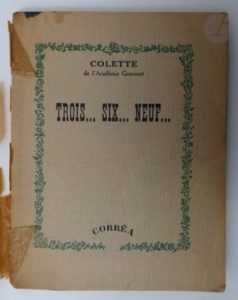 COLETTE
de l'Académie Goncourt
TROIS... SIX... NEUF...
CORRÊA